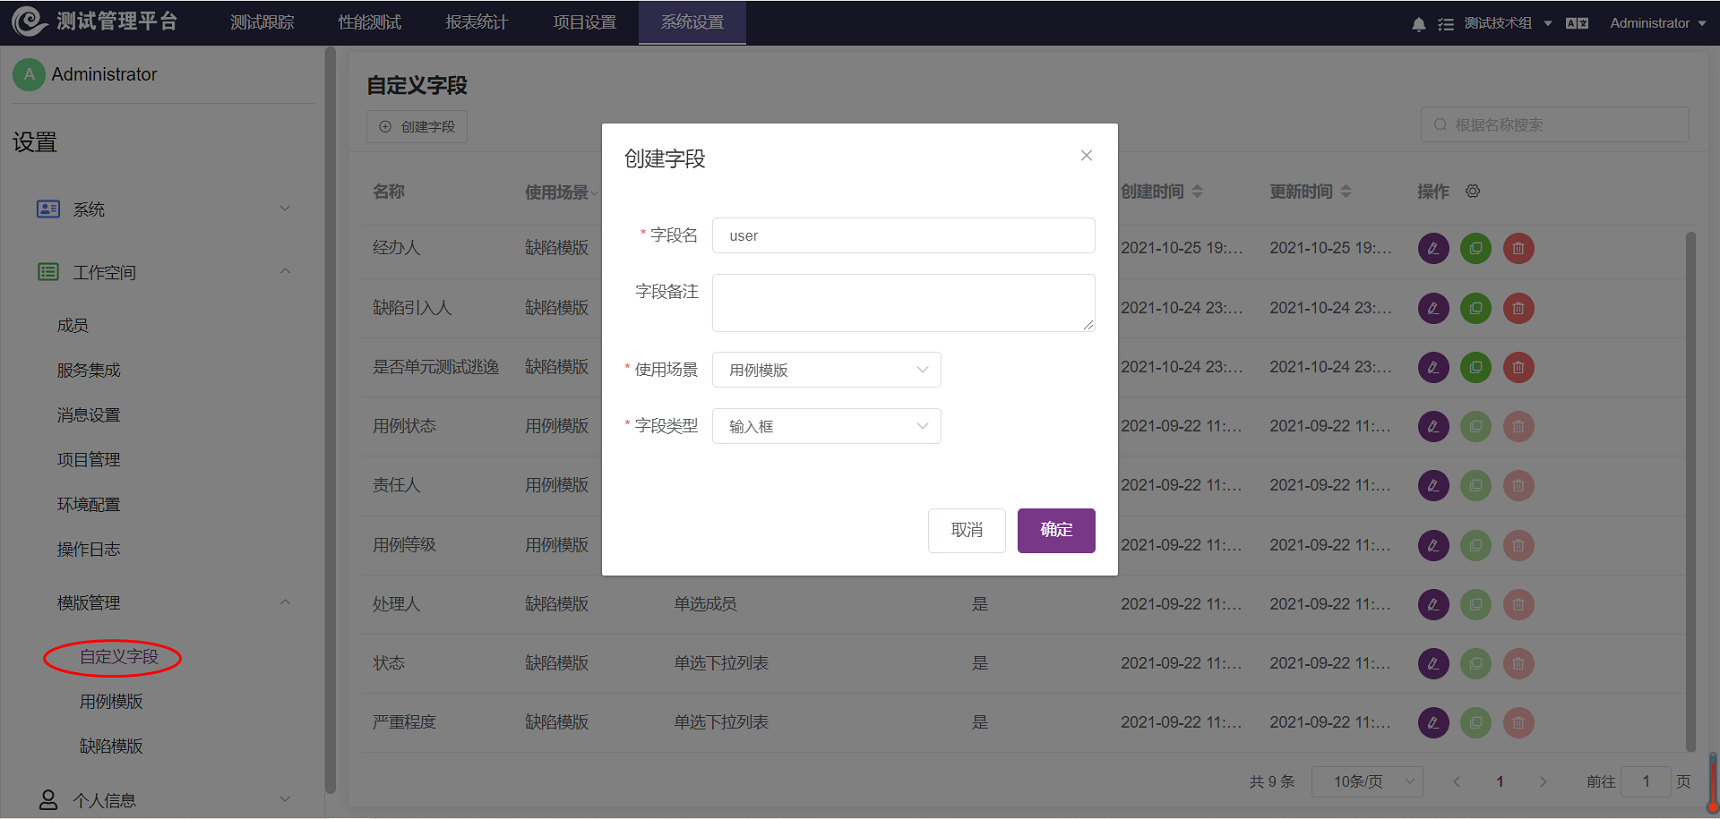 测试管理平台 测试跟踪 性能测试 报表统计 项目设置 系统设置 测试技术组 Administrator
A Administrator
设置
系统
工作空间
成员
服务集成
消息设置
项目管理
环境配置
操作日志
模版管理
自定义字段
用例模版
缺陷模版
个人信息
自定义字段
创建字段
根据名称搜索
名称 使用场景 创建时间 更新时间 操作
经办人 缺陷模版 2021-10-25 19:... 2021-10-25 19:...
缺陷引入人 缺陷模版 2021-10-24 23:... 2021-10-24 23:...
是否单元测试逃逸 缺陷模版 2021-10-24 23:... 2021-10-24 23:...
用例状态 用例模版 2021-09-22 11:... 2021-09-22 11:...
责任人 用例模版 2021-09-22 11:... 2021-09-22 11:...
用例等级 用例模版 2021-09-22 11:... 2021-09-22 11:...
处理人 缺陷模版 单选成员 是 2021-09-22 11:... 2021-09-22 11:...
状态 缺陷模版 单选下拉列表 是 2021-09-22 11:... 2021-09-22 11:...
严重程度 缺陷模版 单选下拉列表 是 2021-09-22 11:... 2021-09-22 11:...
共 9 条 10条/页 1 前往 1 页
创建字段
* 字段名 user
字段备注
* 使用场景 用例模版
* 字段类型 输入框
取消 确定